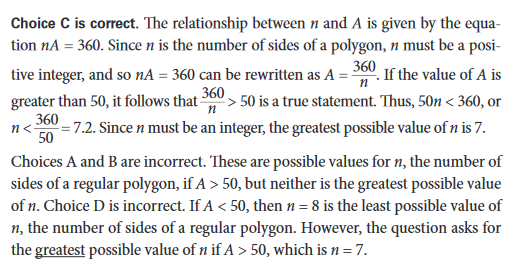 Choice C is correct. The relationship between n and A is given by the equa-
tion nA = 360. Since n is the number of sides of a polygon, n must be a posi-
tive integer, and so nA = 360 can be rewritten as A = 360/n. If the value of A is
greater than 50, it follows that 360/n > 50 is a true statement. Thus, 50n < 360, or
n < 360/50 = 7.2. Since n must be an integer, the greatest possible value of n is 7.
Choices A and B are incorrect. These are possible values for n, the number of
sides of a regular polygon, if A > 50, but neither is the greatest possible value
of n. Choice D is incorrect. If A < 50, then n = 8 is the least possible value of
n, the number of sides of a regular polygon. However, the question asks for
the greatest possible value of n if A > 50, which is n = 7.